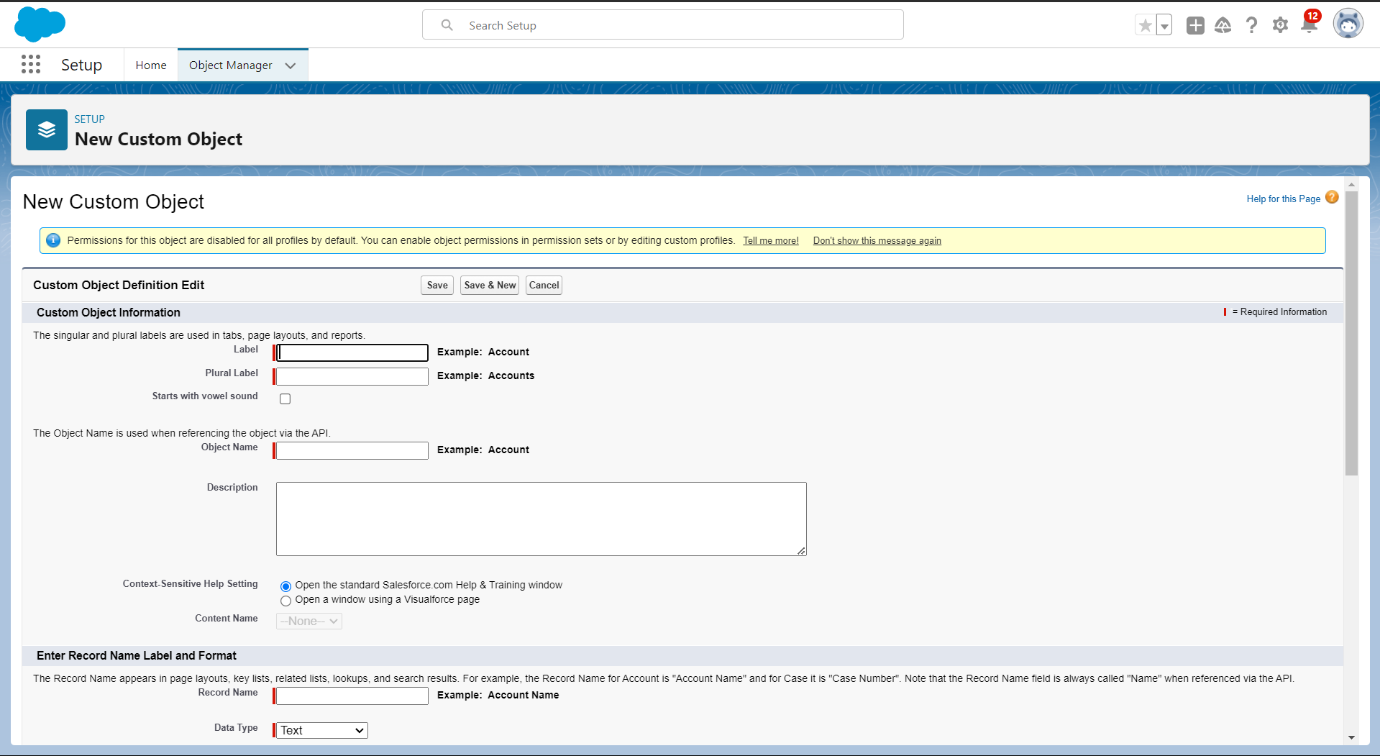 Search Setup
12
Setup
Home
Object Manager
SETUP
New Custom Object
New Custom Object
Help for this Page
Permissions for this object are disabled for all profiles by default. You can enable object permissions in permission sets or by editing custom profiles. Tell me more! Don't show this message again
Custom Object Definition Edit
Save
Save & New
Cancel
Custom Object Information
= Required Information
The singular and plural labels are used in tabs, page layouts, and reports.
Label
Example: Account
Plural Label
Example: Accounts
Starts with vowel sound
The Object Name is used when referencing the object via the API.
Object Name
Example: Account
Description
Context-Sensitive Help Setting
Open the standard Salesforce.com Help & Training window
Open a window using a Visualforce page
Content Name
--None--
Enter Record Name Label and Format
The Record Name appears in page layouts, key lists, related lists, lookups, and search results. For example, the Record Name for Account is "Account Name" and for Case it is "Case Number". Note that the Record Name field is always called "Name" when referenced via the API.
Record Name
Example: Account Name
Data Type
Text